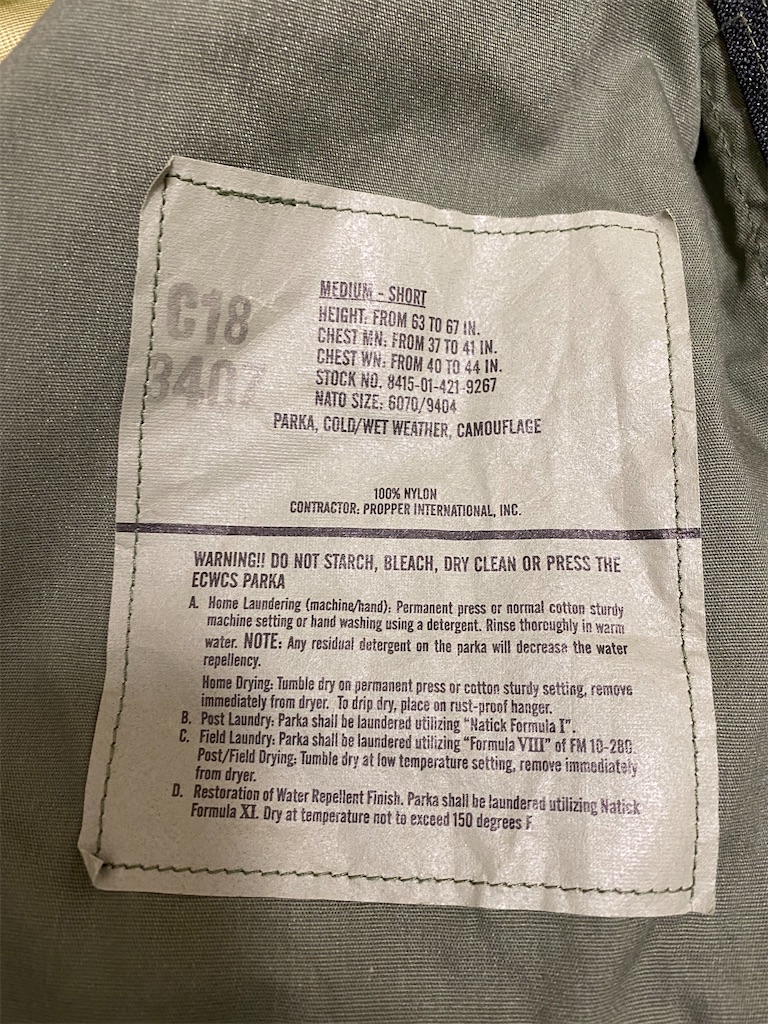 C18
MEDIUM - SHORT
HEIGHT: FROM 63 TO 67 IN.
CHEST MN: FROM 37 TO 41 IN.
CHEST WN: FROM 40 TO 44 IN.
STOCK NO. 8415-01-421-9267
NATO SIZE: 6070/9404
PARKA, COLD/WET WEATHER, CAMOUFLAGE
100% NYLON
CONTRACTOR: PROPPER INTERNATIONAL, INC.
WARNING!! DO NOT STARCH, BLEACH, DRY CLEAN OR PRESS THE
ECWCS PARKA
A. Home Laundering (machine/hand): Permanent press or normal cotton sturdy
machine setting or hand washing using a detergent. Rinse thoroughly in warm
water. NOTE: Any residual detergent on the parka will decrease the water
repellency.
Home Drying: Tumble dry on permanent press or cotton sturdy setting, remove
immediately from dryer. To drip dry, place on rust-proof hanger.
B. Post Laundry: Parka shall be laundered utilizing "Natick Formula I".
C. Field Laundry: Parka shall be laundered utilizing "Formula VIII" of FM 10-280.
Post/Field Drying: Tumble dry at low temperature setting, remove immediately
from dryer.
D. Restoration of Water Repellent Finish. Parka shall be laundered utilizing Natick
Formula XI. Dry at temperature not to exceed 150 degrees F